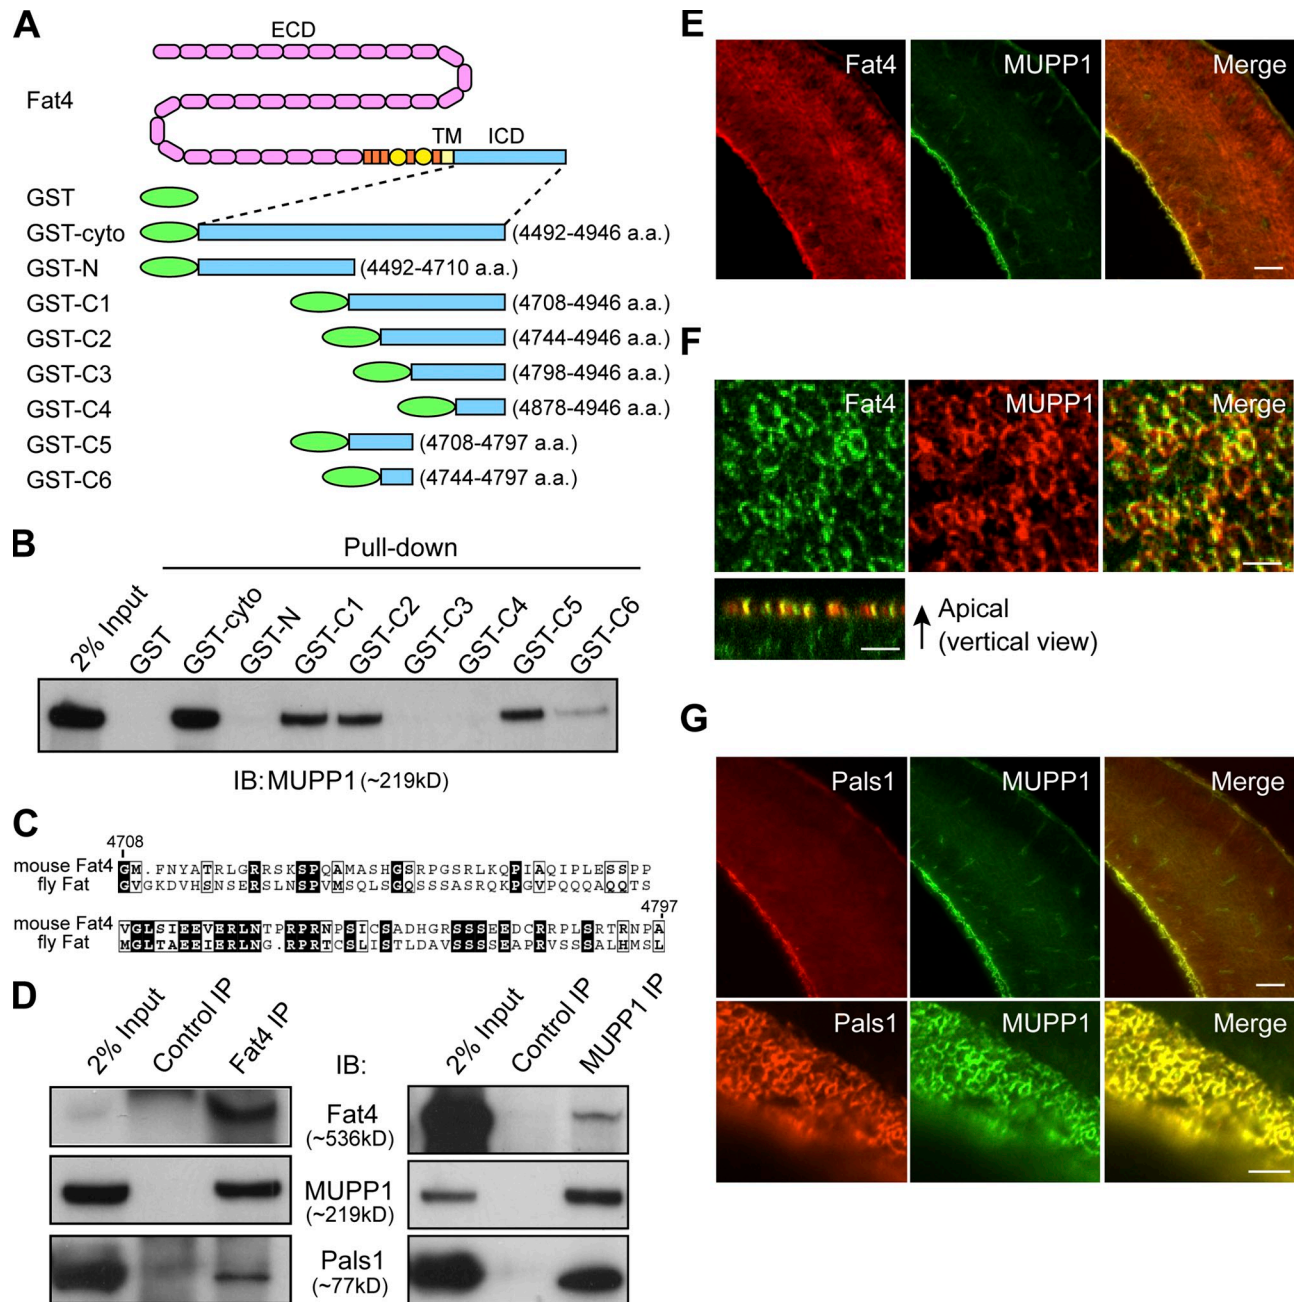 A
ECD
Fat4
TM ICD
GST
GST-cyto (4492-4946 a.a.)
GST-N (4492-4710 a.a.)
GST-C1 (4708-4946 a.a.)
GST-C2 (4744-4946 a.a.)
GST-C3 (4798-4946 a.a.)
GST-C4 (4878-4946 a.a.)
GST-C5 (4708-4797 a.a.)
GST-C6 (4744-4797 a.a.)
B
Pull-down
2% Input GST GST-cyto GST-N GST-C1 GST-C2 GST-C3 GST-C4 GST-C5 GST-C6
IB:MUPP1 (~219kD)
C
4708
mouse Fat4 GM.FNYATRLGRRSKSPQAMASHGSRPGSRLKQPIAQIPLESSPP
fly Fat GVGKDVHSNSERSLNSPVMSQLSGQSSSASRQKPGVPQQQAQQTS
4797
mouse Fat4 VGLSIEEVERLNTPRPRNPSICSADHGRSSSEEDCRRPLSRTRNPA
fly Fat MGLTAEEIERLNG.RPRTCSLISTLDAVSSSSEAPRVSSSALHMSL
D
2% Input Control IP Fat4 IP
IB:
2% Input Control IP MUPP1 IP
Fat4
(~536kD)
MUPP1
(~219kD)
Pals1
(~77kD)
E
Fat4 MUPP1 Merge
F
Fat4 MUPP1 Merge
Apical
(vertical view)
G
Pals1 MUPP1 Merge
Pals1 MUPP1 Merge